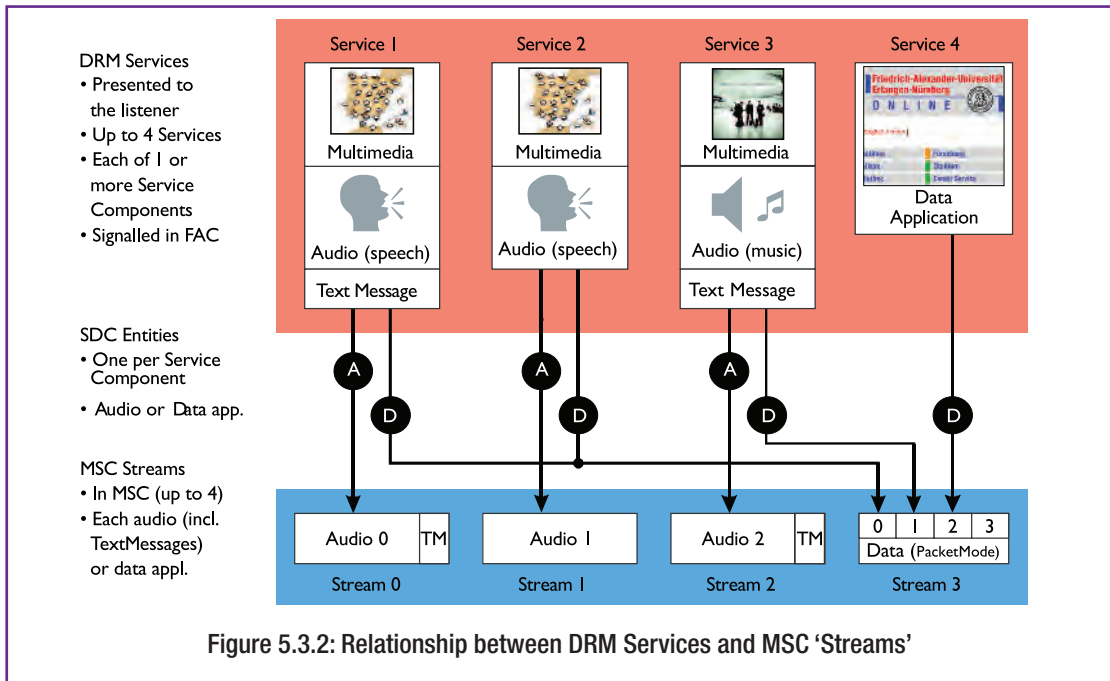 DRM Services
• Presented to
the listener
• Up to 4 Services
• Each of 1 or
more Service
Components
• Signalled in FAC
SDC Entities
• One per Service
Component
• Audio or Data app.
MSC Streams
• In MSC (up to 4)
• Each audio (incl.
TextMessages)
or data appl.
Service 1
Multimedia
Audio (speech)
Text Message
Service 2
Multimedia
Audio (speech)
Service 3
Multimedia
Audio (music)
Text Message
Service 4
Friedrich-Alexander-Universität
Erlangen-Nürnberg
ONLINE
Forschung
Studium
Data
Application
A
D
A
D
A
D
D
Audio 0
TM
Stream 0
Audio 1
Stream 1
Audio 2
TM
Stream 2
0 1 2 3
Data (PacketMode)
Stream 3
Figure 5.3.2: Relationship between DRM Services and MSC ‘Streams’